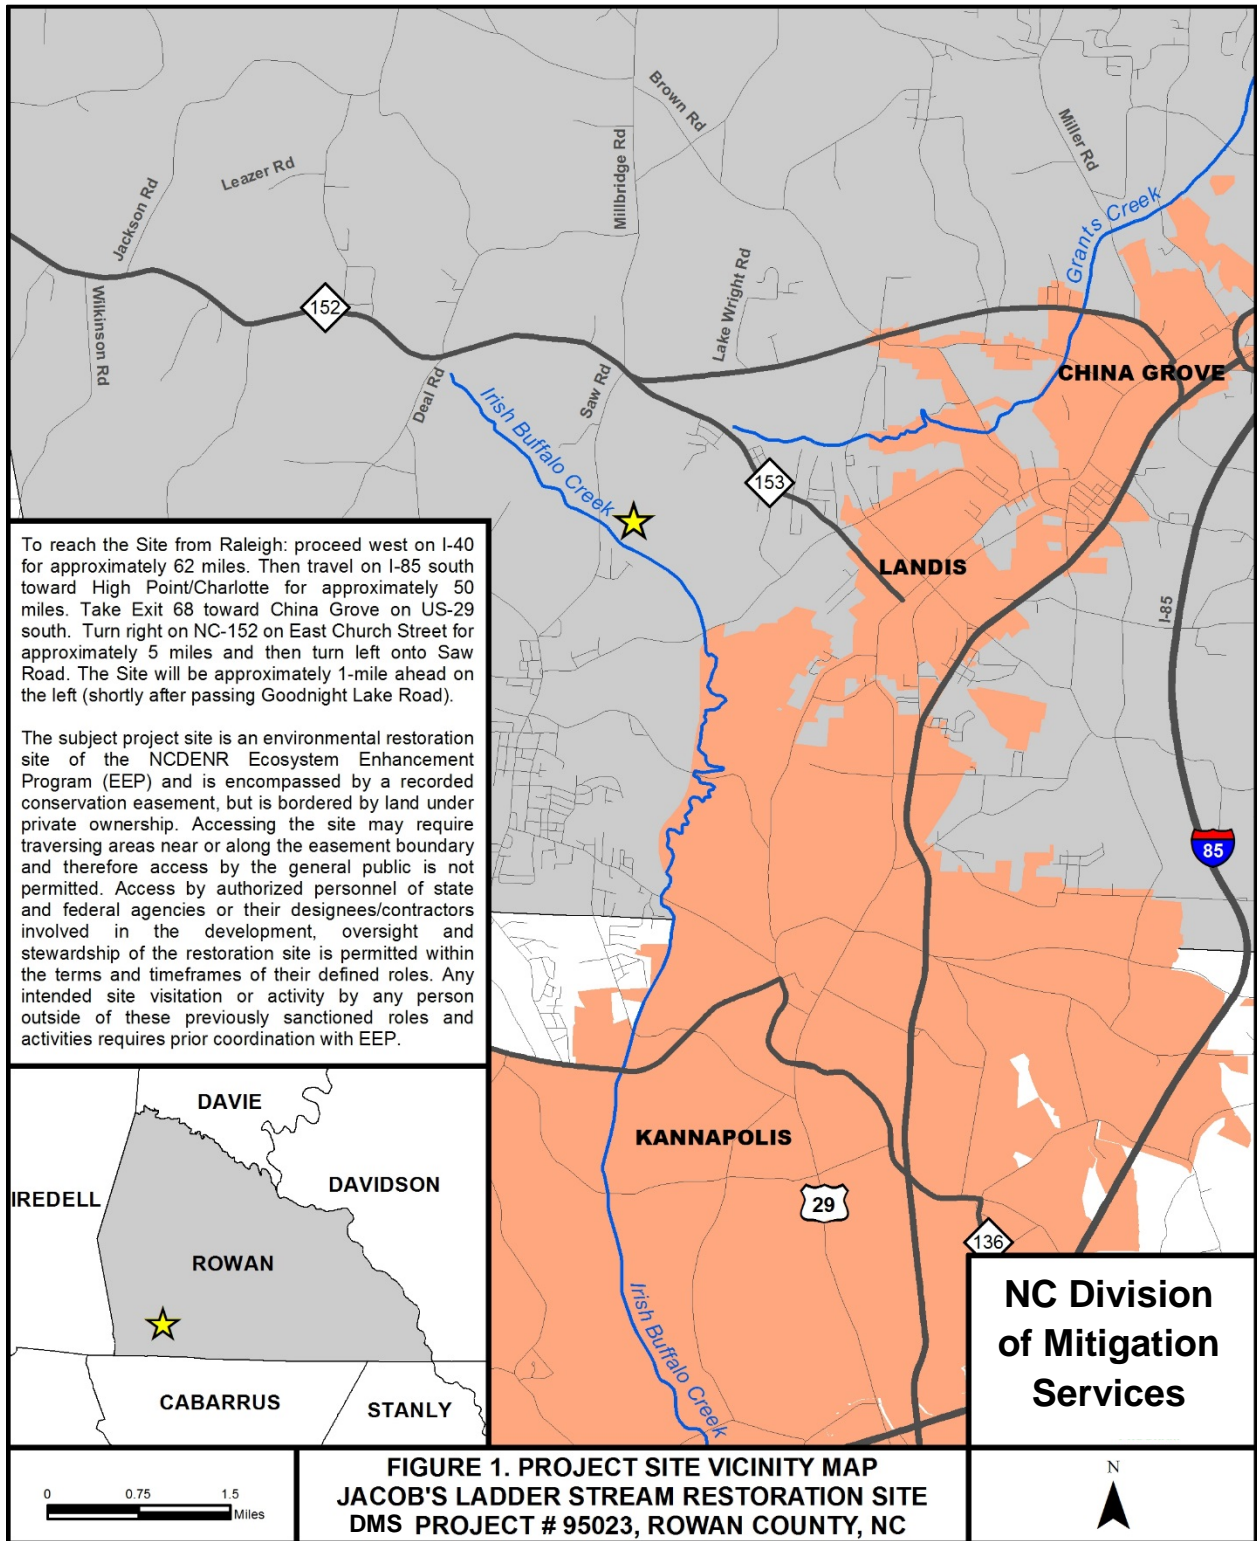 Brown Rd
Miller Rd
Leazer Rd
Millbridge Rd
Jackson Rd
Grants Creek
Lake Wright Rd
Wilkinson Rd
152
CHINA GROVE
Deal Rd
Saw Rd
Irish Buffalo Creek
153
LANDIS
I-85
To reach the Site from Raleigh: proceed west on I-40
for approximately 62 miles. Then travel on I-85 south
toward High Point/Charlotte for approximately 50
miles. Take Exit 68 toward China Grove on US-29
south. Turn right on NC-152 on East Church Street for
approximately 5 miles and then turn left onto Saw
Road. The Site will be approximately 1-mile ahead on
the left (shortly after passing Goodnight Lake Road).
The subject project site is an environmental restoration
site of the NCDENR Ecosystem Enhancement
Program (EEP) and is encompassed by a recorded
conservation easement, but is bordered by land under
private ownership. Accessing the site may require
traversing areas near or along the easement boundary
and therefore access by the general public is not
permitted. Access by authorized personnel of state
and federal agencies or their designees/contractors
involved in the development, oversight and
stewardship of the restoration site is permitted within
the terms and timeframes of their defined roles. Any
intended site visitation or activity by any person
outside of these previously sanctioned roles and
activities requires prior coordination with EEP.
85
KANNAPOLIS
29
136
Irish Buffalo Creek
DAVIE
IREDELL
DAVIDSON
ROWAN
CABARRUS
STANLY
NC Division
of Mitigation
Services
0 0.75 1.5
Miles
FIGURE 1. PROJECT SITE VICINITY MAP
JACOB'S LADDER STREAM RESTORATION SITE
DMS PROJECT # 95023, ROWAN COUNTY, NC
N